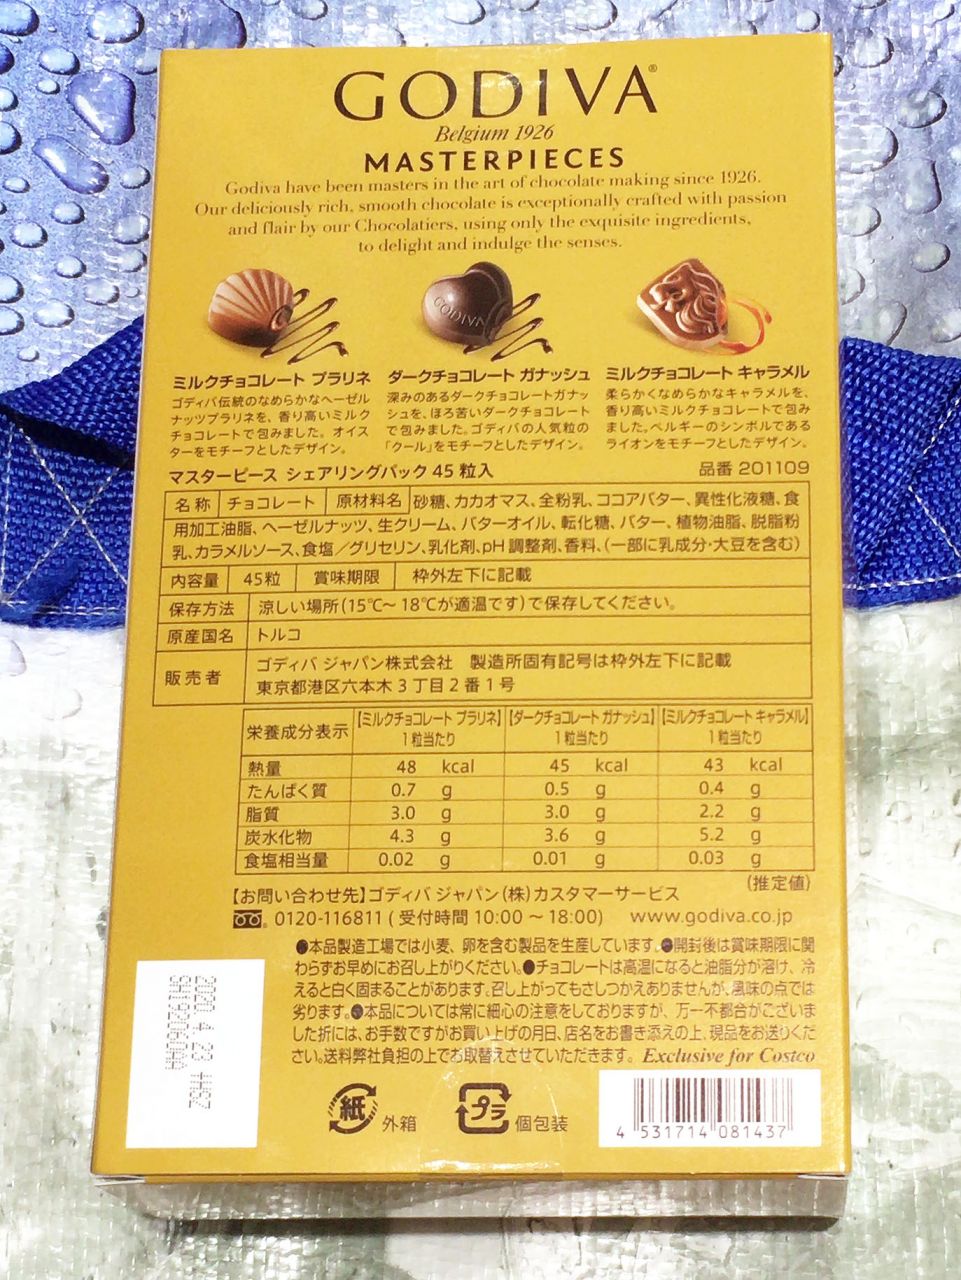 GODIVA®
Belgium 1926
MASTERPIECES
Godiva have been masters in the art of chocolate making since 1926.
Our deliciously rich, smooth chocolate is exceptionally crafted with passion
and flair by our Chocolatiers, using only the exquisite ingredients,
to delight and indulge the senses.
GODIVA
ミルクチョコレート プラリネ
ゴディバ伝統のなめらかなヘーゼル
ナッツプラリネを、香り高いミルク
チョコレートで包みました。オイス
ターをモチーフとしたデザイン。
ダークチョコレート ガナッシュ
深みのあるダークチョコレートガナッ
シュを、ほろ苦いダークチョコレート
で包みました。ゴディバの人気粒の
「クール」をモチーフとしたデザイン。
ミルクチョコレート キャラメル
柔らかくなめらかなキャラメルを、
香り高いミルクチョコレートで包み
ました。ベルギーのシンボルである
ライオンをモチーフとしたデザイン。
マスターピース シェアリングパック 45粒入 品番 201109
名称 チョコレート 原材料名 砂糖、カカオマス、全粉乳、ココアバター、異性化液糖、食
用加工油脂、ヘーゼルナッツ、生クリーム、バターオイル、転化糖、バター、植物油脂、脱脂粉
乳、カラメルソース、食塩/グリセリン、乳化剤、pH調整剤、香料、(一部に乳成分・大豆を含む)
内容量 45粒 賞味期限 枠外左下に記載
保存方法 涼しい場所(15℃~18℃が適温です)で保存してください。
原産国名 トルコ
販売者 ゴディバ ジャパン株式会社 製造所固有記号は枠外左下に記載
東京都港区六本木3丁目2番1号
栄養成分表示 【ミルクチョコレート プラリネ】 【ダークチョコレート ガナッシュ】 【ミルクチョコレート キャラメル】
1粒当たり 1粒当たり 1粒当たり
熱量 48 kcal 45 kcal 43 kcal
たんぱく質 0.7 g 0.5 g 0.4 g
脂質 3.0 g 3.0 g 2.2 g
炭水化物 4.3 g 3.6 g 5.2 g
食塩相当量 0.02 g 0.01 g 0.03 g
(推定値)
【お問い合わせ先】ゴディバ ジャパン(株)カスタマーサービス
0120-116811 (受付時間 10:00~18:00) www.godiva.co.jp
●本品製造工場では小麦、卵を含む製品を生産しています。●開封後は賞味期限に関
わらずお早めにお召し上がりください。●チョコレートは高温になると油脂分が溶け、冷
えると白く固まることがあります。召し上がってもさしつかえありませんが、風味の点では
劣ります。●本品については常に細心の注意をしておりますが、万一不都合がございま
した折には、お手数ですがお買い上げの月日、店名をお書き添えの上、現品をお送りくだ
さい。送料弊社負担の上でお取替えさせていただきます。 Exclusive for Costco
2020. 4. 23 +H8Z
紙 外箱
プラ 個包装
4 531714 081437